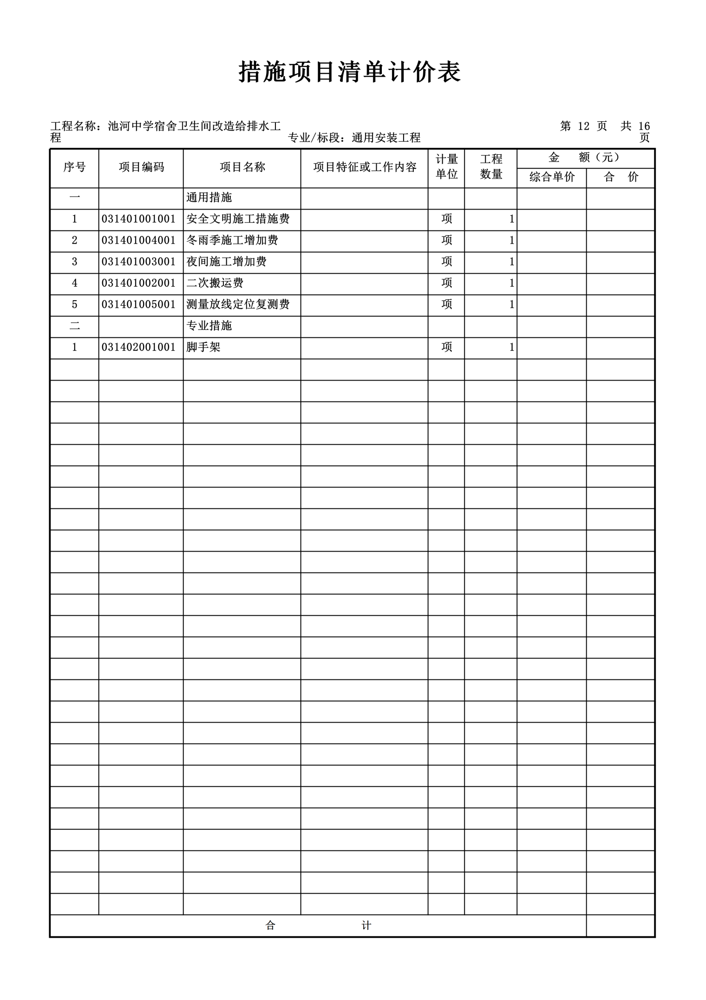 措施项目清单计价表
工程名称：池河中学宿舍卫生间改造给排水工程 专业/标段：通用安装工程 第 12 页 共 16 页
序号 项目编码 项目名称 项目特征或工作内容 计量单位 工程数量 金 额（元）
综合单价 合 价
一 通用措施
1 031401001001 安全文明施工措施费 项 1
2 031401004001 冬雨季施工增加费 项 1
3 031401003001 夜间施工增加费 项 1
4 031401002001 二次搬运费 项 1
5 031401005001 测量放线定位复测费 项 1
二 专业措施
1 031402001001 脚手架 项 1
合 计